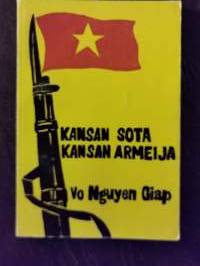 KANSAN SOTA
KANSAN ARMEIJA
Vo Nguyen Giap